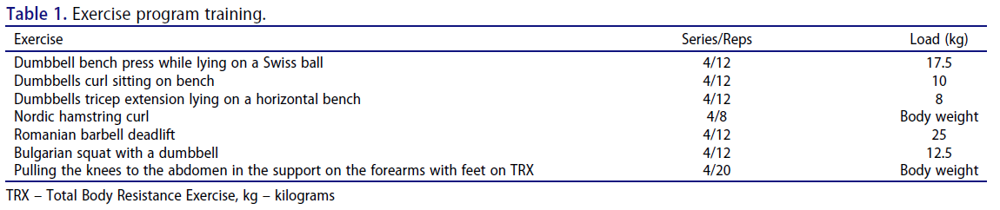 Table 1. Exercise program training.
Exercise Series/Reps Load (kg)
Dumbbell bench press while lying on a Swiss ball 4/12 17.5
Dumbbells curl sitting on bench 4/12 10
Dumbbells tricep extension lying on a horizontal bench 4/12 8
Nordic hamstring curl 4/8 Body weight
Romanian barbell deadlift 4/12 25
Bulgarian squat with a dumbbell 4/12 12.5
Pulling the knees to the abdomen in the support on the forearms with feet on TRX 4/20 Body weight
TRX – Total Body Resistance Exercise, kg – kilograms